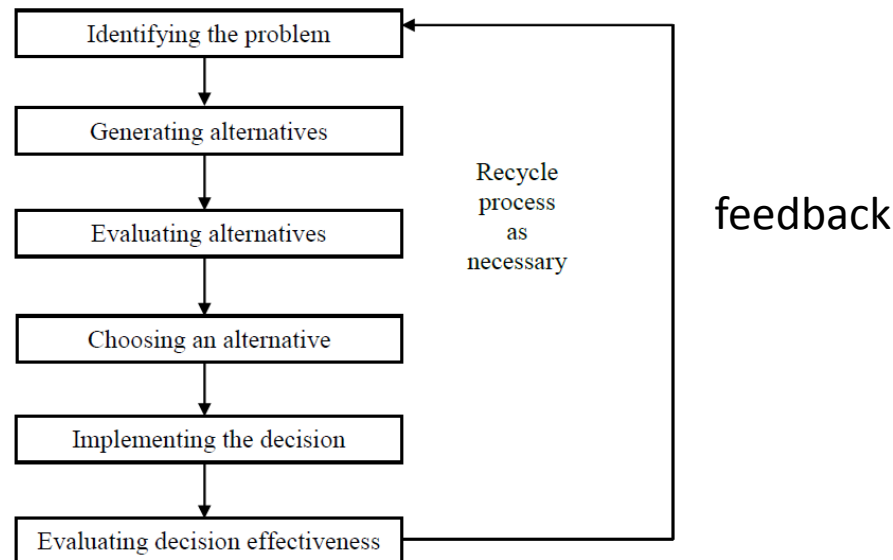 Identifying the problem
Generating alternatives
Evaluating alternatives
Choosing an alternative
Implementing the decision
Evaluating decision effectiveness
Recycle
process
as
necessary
feedback